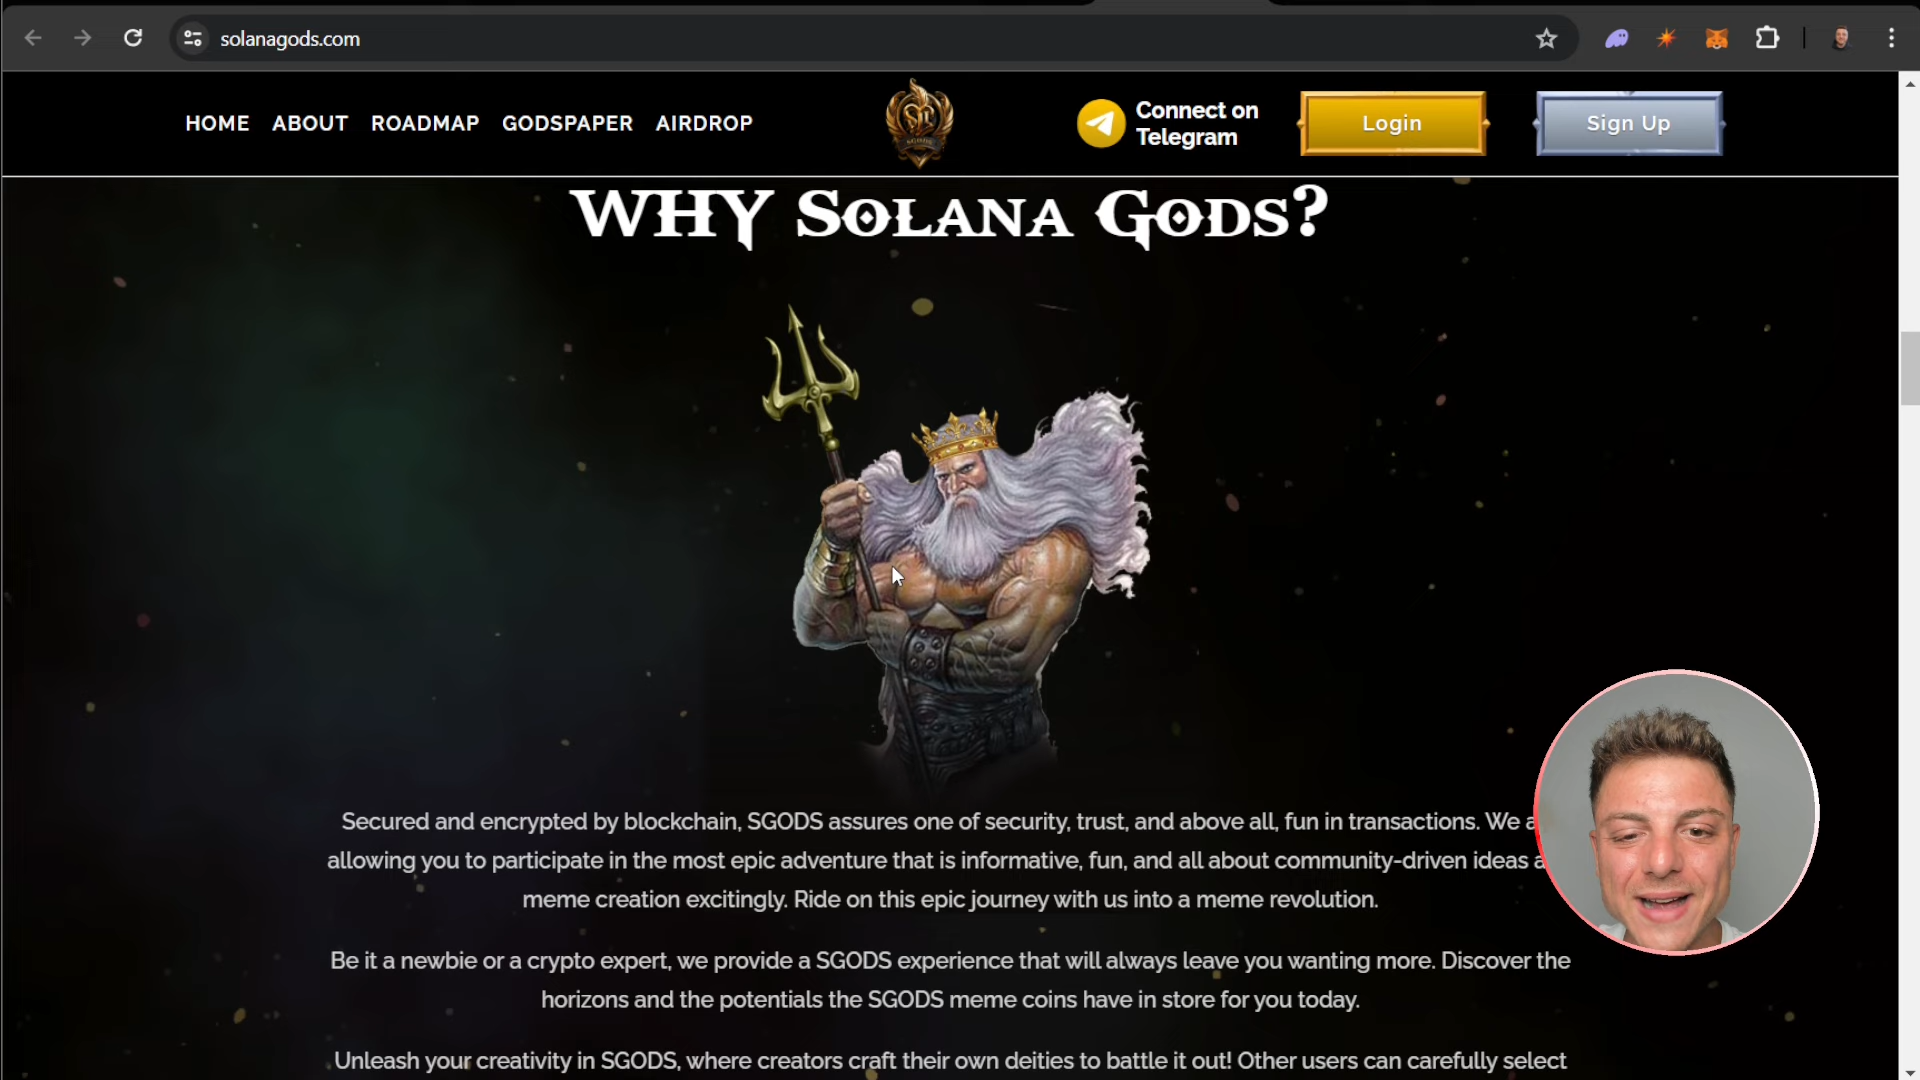 solanagods.com
HOME ABOUT ROADMAP GODSPAPER AIRDROP
Connect on
Telegram
Login
Sign Up
WHY SOLANA GODS?
Secured and encrypted by blockchain, SGODS assures one of security, trust, and above all, fun in transactions. We
allowing you to participate in the most epic adventure that is informative, fun, and all about community-driven ideas
meme creation excitingly. Ride on this epic journey with us into a meme revolution.
Be it a newbie or a crypto expert, we provide a SGODS experience that will always leave you wanting more. Discover the
horizons and the potentials the SGODS meme coins have in store for you today.
Unleash your creativity in SGODS, where creators craft their own deities to battle it out! Other users can carefully select